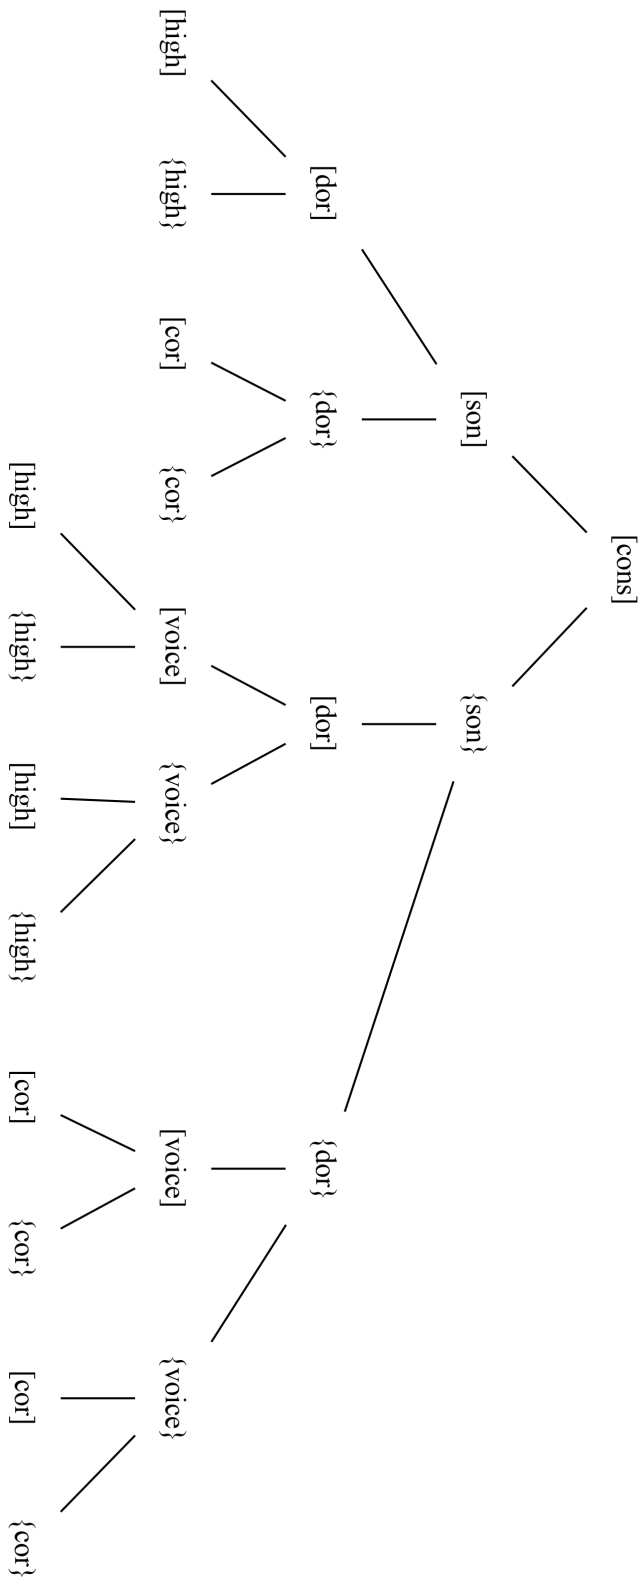 [cons]
[son] {son}
[dor] {dor} [dor] {dor}
[high] {high} [cor] {cor} [voice] {voice} [voice] {voice}
[high] {high} [high] {high} [cor] {cor} [cor] {cor}